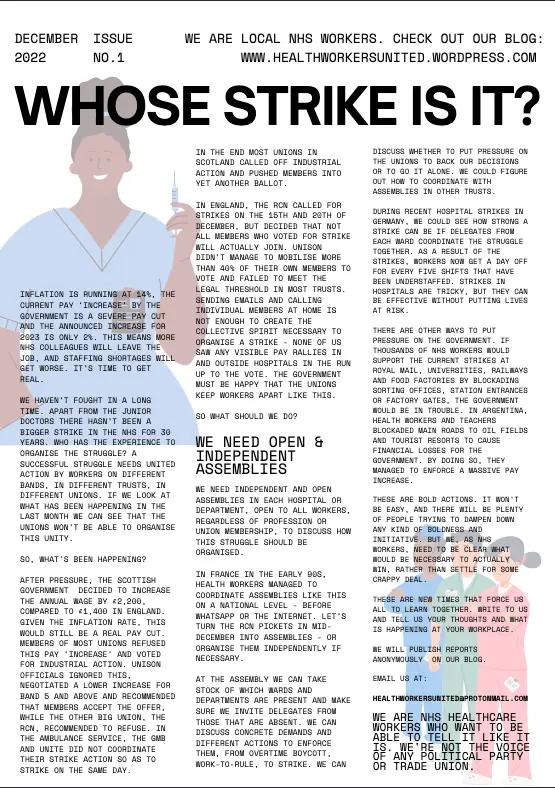 DECEMBER ISSUE
2022 NO.1
WE ARE LOCAL NHS WORKERS. CHECK OUT OUR BLOG:
WWW.HEALTHWORKERSUNITED.WORDPRESS.COM
WHOSE STRIKE IS IT?
INFLATION IS RUNNING AT 14%, THE
CURRENT PAY 'INCREASE' BY THE
GOVERNMENT IS A SEVERE PAY CUT
AND THE ANNOUNCED INCREASE FOR
2023 IS ONLY 2%. THIS MEANS MORE
NHS COLLEAGUES WILL LEAVE THE
JOB, AND STAFFING SHORTAGES WILL
GET WORSE. IT'S TIME TO GET
REAL.
WE HAVEN'T FOUGHT IN A LONG
TIME. APART FROM THE JUNIOR
DOCTORS THERE HASN'T BEEN A
BIGGER STRIKE IN THE NHS FOR 30
YEARS. WHO HAS THE EXPERIENCE TO
ORGANISE THE STRUGGLE? A
SUCCESSFUL STRUGGLE NEEDS UNITED
ACTION BY WORKERS ON DIFFERENT
BANDS, IN DIFFERENT TRUSTS, IN
DIFFERENT UNIONS. IF WE LOOK AT
WHAT HAS BEEN HAPPENING IN THE
LAST MONTH WE CAN SEE THAT THE
UNIONS WON'T BE ABLE TO ORGANISE
THIS UNITY.
SO, WHAT'S BEEN HAPPENING?
AFTER PRESSURE, THE SCOTTISH
GOVERNMENT DECIDED TO INCREASE
THE ANNUAL WAGE BY £2,200,
COMPARED TO £1,400 IN ENGLAND.
GIVEN THE INFLATION RATE, THIS
WOULD STILL BE A REAL PAY CUT.
MEMBERS OF MOST UNIONS REFUSED
THIS PAY 'INCREASE' AND VOTED
FOR INDUSTRIAL ACTION. UNISON
OFFICIALS IGNORED THIS,
NEGOTIATED A LOWER INCREASE FOR
BAND 5 AND ABOVE AND RECOMMENDED
THAT MEMBERS ACCEPT THE OFFER,
WHILE THE OTHER BIG UNION, THE
RCN, RECOMMENDED TO REFUSE. IN
THE AMBULANCE SERVICE, THE GMB
AND UNITE DID NOT COORDINATE
THEIR STRIKE ACTION SO AS TO
STRIKE ON THE SAME DAY.
IN THE END MOST UNIONS IN
SCOTLAND CALLED OFF INDUSTRIAL
ACTION AND PUSHED MEMBERS INTO
YET ANOTHER BALLOT.
IN ENGLAND, THE RCN CALLED FOR
STRIKES ON THE 15TH AND 20TH OF
DECEMBER, BUT DECIDED THAT NOT
ALL MEMBERS WHO VOTED FOR STRIKE
WILL ACTUALLY JOIN. UNISON
DIDN'T MANAGE TO MOBILISE MORE
THAN 40% OF THEIR OWN MEMBERS TO
VOTE AND FAILED TO MEET THE
LEGAL THRESHOLD IN MOST TRUSTS.
SENDING EMAILS AND CALLING
INDIVIDUAL MEMBERS AT HOME IS
NOT ENOUGH TO CREATE THE
COLLECTIVE SPIRIT NECESSARY TO
ORGANISE A STRIKE - NONE OF US
SAW ANY VISIBLE PAY RALLIES IN
AND OUTSIDE HOSPITALS IN THE RUN
UP TO THE VOTE. THE GOVERNMENT
MUST BE HAPPY THAT THE UNIONS
KEEP WORKERS APART LIKE THIS.
SO WHAT SHOULD WE DO?
WE NEED OPEN &
INDEPENDENT
ASSEMBLIES
WE NEED INDEPENDENT AND OPEN
ASSEMBLIES IN EACH HOSPITAL OR
DEPARTMENT, OPEN TO ALL WORKERS,
REGARDLESS OF PROFESSION OR
UNION MEMBERSHIP, TO DISCUSS HOW
THIS STRUGGLE SHOULD BE
ORGANISED.
IN FRANCE IN THE EARLY 90S,
HEALTH WORKERS MANAGED TO
COORDINATE ASSEMBLIES LIKE THIS
ON A NATIONAL LEVEL - BEFORE
WHATSAPP OR THE INTERNET. LET'S
TURN THE RCN PICKETS IN MID-
DECEMBER INTO ASSEMBLIES - OR
ORGANISE THEM INDEPENDENTLY IF
NECESSARY.
AT THE ASSEMBLY WE CAN TAKE
STOCK OF WHICH WARDS AND
DEPARTMENTS ARE PRESENT AND MAKE
SURE WE INVITE DELEGATES FROM
THOSE THAT ARE ABSENT. WE CAN
DISCUSS CONCRETE DEMANDS AND
DIFFERENT ACTIONS TO ENFORCE
THEM, FROM OVERTIME BOYCOTT,
WORK-TO-RULE, TO STRIKE. WE CAN
DISCUSS WHETHER TO PUT PRESSURE ON
THE UNIONS TO BACK OUR DECISIONS
OR TO GO IT ALONE. WE COULD FIGURE
OUT HOW TO COORDINATE WITH
ASSEMBLIES IN OTHER TRUSTS.
DURING RECENT HOSPITAL STRIKES IN
GERMANY, WE COULD SEE HOW STRONG A
STRIKE CAN BE IF DELEGATES FROM
EACH WARD COORDINATE THE STRUGGLE
TOGETHER. AS A RESULT OF THE
STRIKES, WORKERS NOW GET A DAY OFF
FOR EVERY FIVE SHIFTS THAT HAVE
BEEN UNDERSTAFFED. STRIKES IN
HOSPITALS ARE TRICKY, BUT THEY CAN
BE EFFECTIVE WITHOUT PUTTING LIVES
AT RISK.
THERE ARE OTHER WAYS TO PUT
PRESSURE ON THE GOVERNMENT. IF
THOUSANDS OF NHS WORKERS WOULD
SUPPORT THE CURRENT STRIKES AT
ROYAL MAIL, UNIVERSITIES, RAILWAYS
AND FOOD FACTORIES BY BLOCKADING
SORTING OFFICES, STATION ENTRANCES
OR FACTORY GATES, THE GOVERNMENT
WOULD BE IN TROUBLE. IN ARGENTINA,
HEALTH WORKERS AND TEACHERS
BLOCKADED MAIN ROADS TO OIL FIELDS
AND TOURIST RESORTS TO CAUSE
FINANCIAL LOSSES FOR THE
GOVERNMENT. BY DOING SO, THEY
MANAGED TO ENFORCE A MASSIVE PAY
INCREASE.
THESE ARE BOLD ACTIONS. IT WON'T
BE EASY, AND THERE WILL BE PLENTY
OF PEOPLE TRYING TO DAMPEN DOWN
ANY KIND OF BOLDNESS AND
INITIATIVE. BUT WE, AS NHS
WORKERS, NEED TO BE CLEAR WHAT
WOULD BE NECESSARY TO ACTUALLY
WIN, RATHER THAN SETTLE FOR SOME
CRAPPY DEAL.
THESE ARE NEW TIMES THAT FORCE US
ALL TO LEARN TOGETHER. WRITE TO US
AND TELL US YOUR THOUGHTS AND WHAT
IS HAPPENING AT YOUR WORKPLACE.
WE WILL PUBLISH REPORTS
ANONYMOUSLY ON OUR BLOG.
EMAIL US AT:
HEALTHWORKERSUNITED@PROTONMAIL.COM
WE ARE NHS HEALTHCARE
WORKERS WHO WANT TO BE
ABLE TO TELL IT LIKE IT
IS. WE'RE NOT THE VOICE
OF ANY POLITICAL PARTY
OR TRADE UNION.